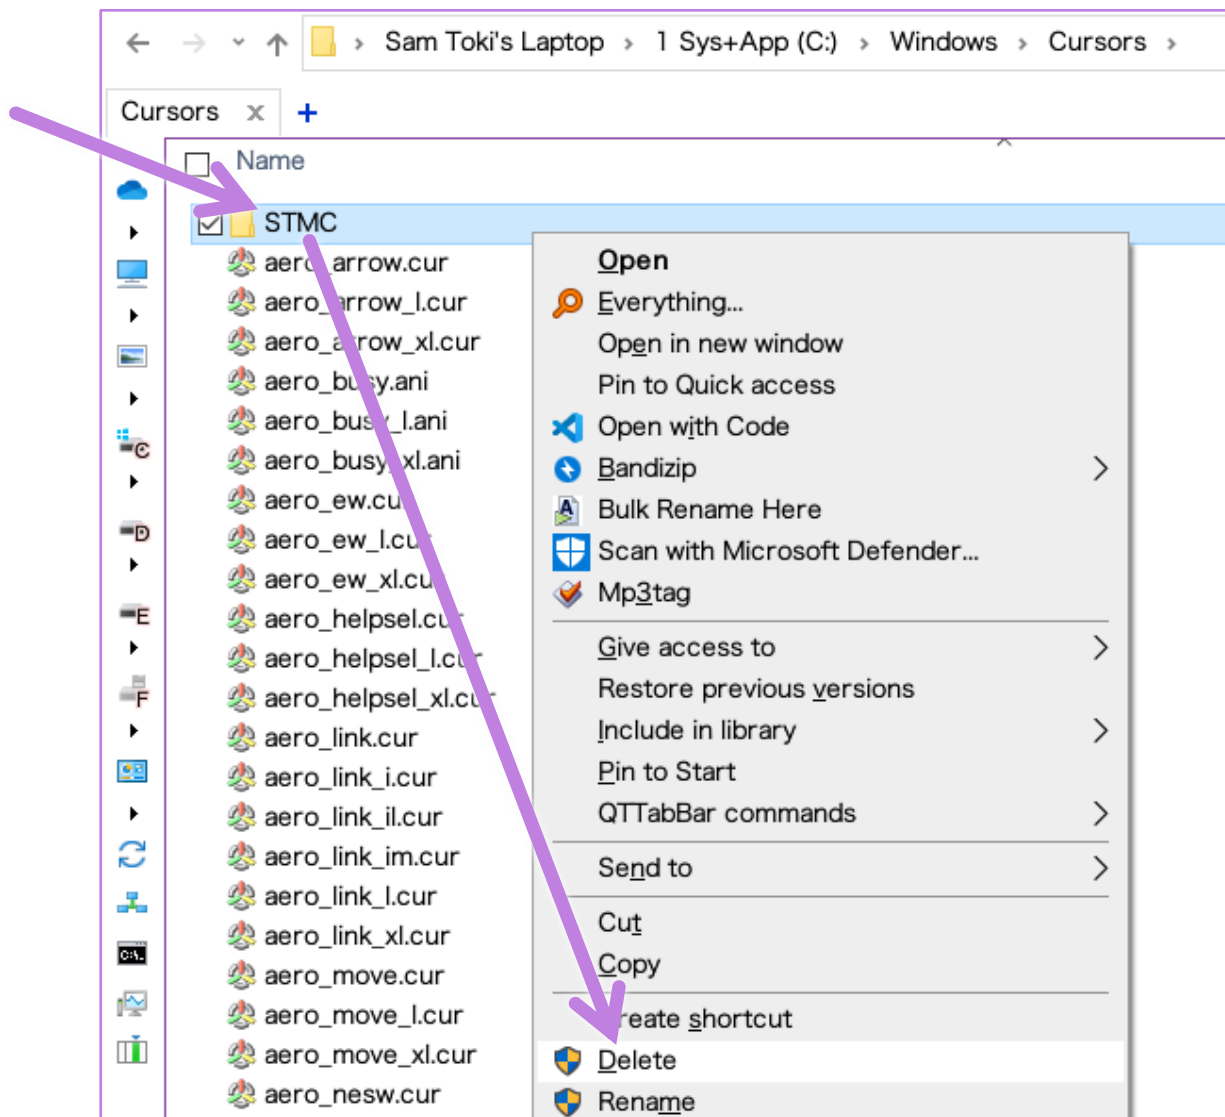 Sam Toki's Laptop › 1 Sys+App (C:) › Windows › Cursors ›
Cursors x +
Name
STMC
aero_arrow.cur
aero_arrow_l.cur
aero_arrow_xl.cur
aero_busy.ani
aero_busy_l.ani
aero_busy_xl.ani
aero_ew.cur
aero_ew_l.cur
aero_ew_xl.cur
aero_helpsel.cur
aero_helpsel_l.cur
aero_helpsel_xl.cur
aero_link.cur
aero_link_i.cur
aero_link_il.cur
aero_link_im.cur
aero_link_l.cur
aero_link_xl.cur
aero_move.cur
aero_move_l.cur
aero_move_xl.cur
aero_nesw.cur
Open
Everything...
Open in new window
Pin to Quick access
Open with Code
Bandizip
Bulk Rename Here
Scan with Microsoft Defender...
Mp3tag
Give access to
Restore previous versions
Include in library
Pin to Start
QTTabBar commands
Send to
Cut
Copy
Create shortcut
Delete
Rename
C
D
E
F
C:\.